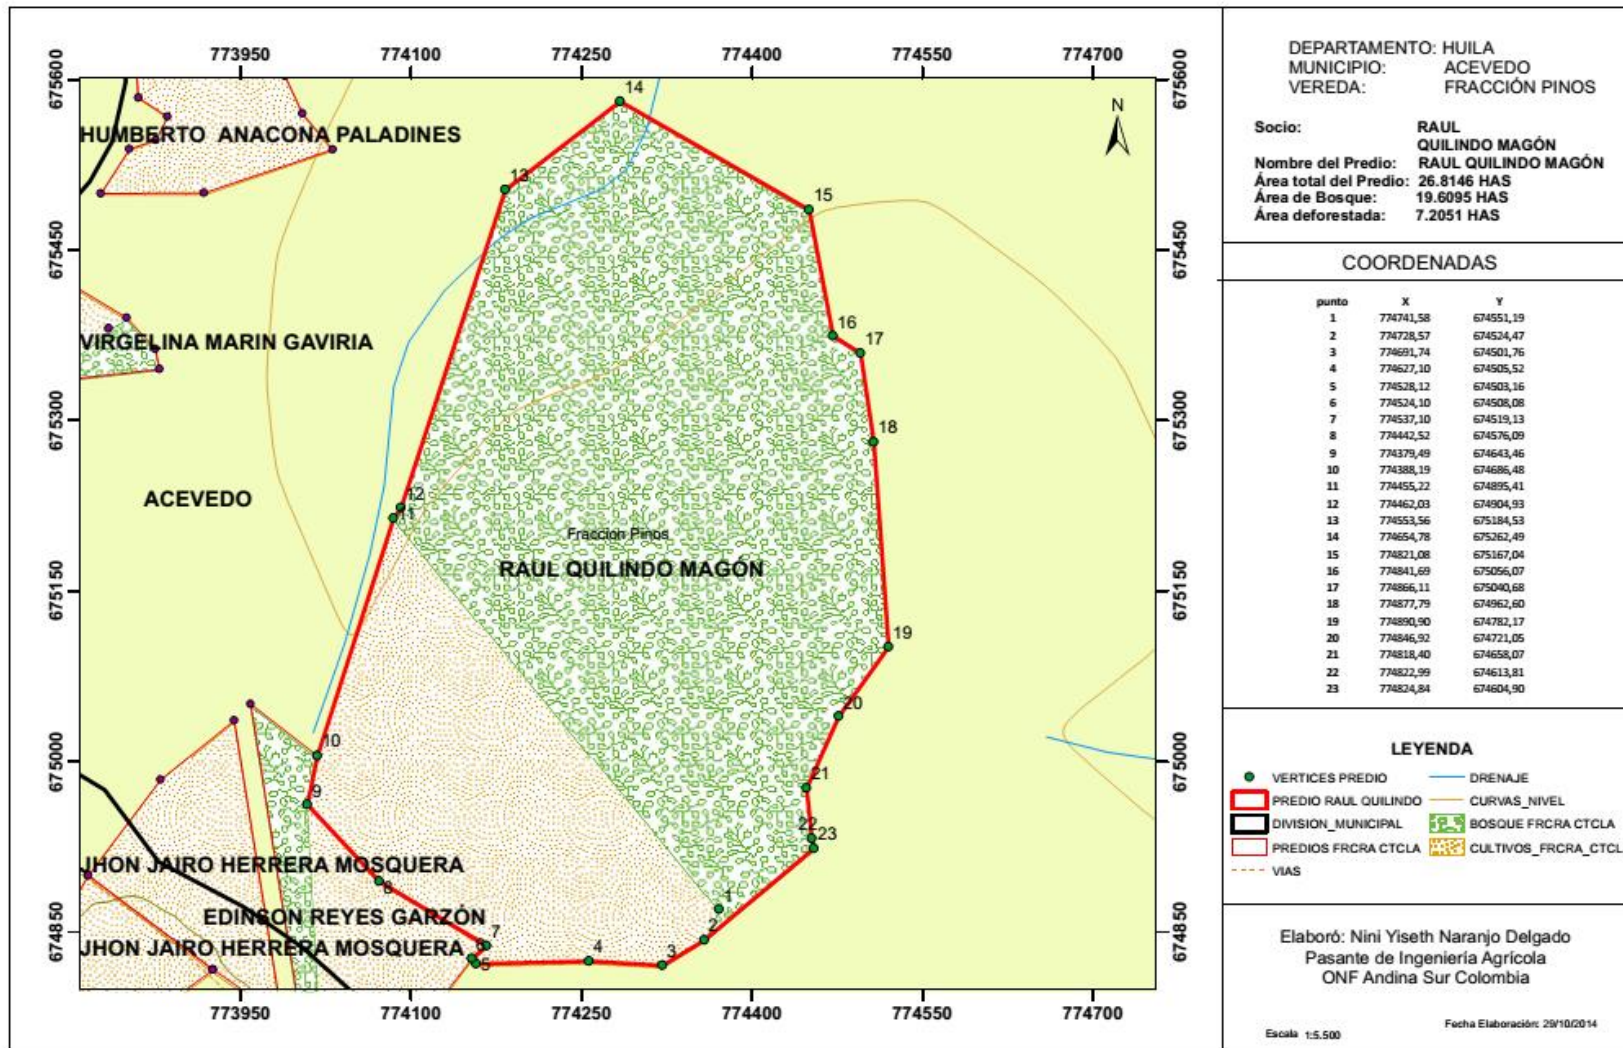 773950 774100 774250 774400 774550 774700
675600 675600
675450 675450
675300 675300
675150 675150
675000 675000
674850 674850
773950 774100 774250 774400 774550 774700
N
HUMBERTO ANACONA PALADINES
VIRGELINA MARIN GAVIRIA
ACEVEDO
Fraccion Pinos
RAUL QUILINDO MAGÓN
JHON JAIRO HERRERA MOSQUERA
EDINSON REYES GARZÓN
JHON JAIRO HERRERA MOSQUERA
14
13
15
16
17
18
12
11
19
20
10
21
9
22
23
8
1
2
7
6
5
4
3
DEPARTAMENTO: HUILA
MUNICIPIO: ACEVEDO
VEREDA: FRACCIÓN PINOS
Socio: RAUL
QUILINDO MAGÓN
Nombre del Predio: RAUL QUILINDO MAGÓN
Área total del Predio: 26.8146 HAS
Área de Bosque: 19.6095 HAS
Área deforestada: 7.2051 HAS
COORDENADAS
punto X Y
1 774741,58 674551,19
2 774728,57 674524,47
3 774691,74 674501,76
4 774627,10 674505,52
5 774528,12 674503,16
6 774524,10 674508,08
7 774537,10 674519,13
8 774442,52 674576,09
9 774379,49 674643,46
10 774388,19 674686,48
11 774455,22 674895,41
12 774462,03 674904,93
13 774553,56 675184,53
14 774654,78 675262,49
15 774821,08 675167,04
16 774841,69 675056,07
17 774866,11 675040,68
18 774877,79 674962,60
19 774890,90 674782,17
20 774846,92 674721,05
21 774818,40 674658,07
22 774822,99 674613,81
23 774824,84 674604,90
LEYENDA
VERTICES PREDIO DRENAJE
PREDIO RAUL QUILINDO CURVAS_NIVEL
DIVISION_MUNICIPAL BOSQUE FRCRA CTCLA
PREDIOS FRCRA CTCLA CULTIVOS_FRCRA_CTCL
VIAS
Elaboró: Nini Yiseth Naranjo Delgado
Pasante de Ingeniería Agrícola
ONF Andina Sur Colombia
Escala 1:5.500 Fecha Elaboración: 29/10/2014